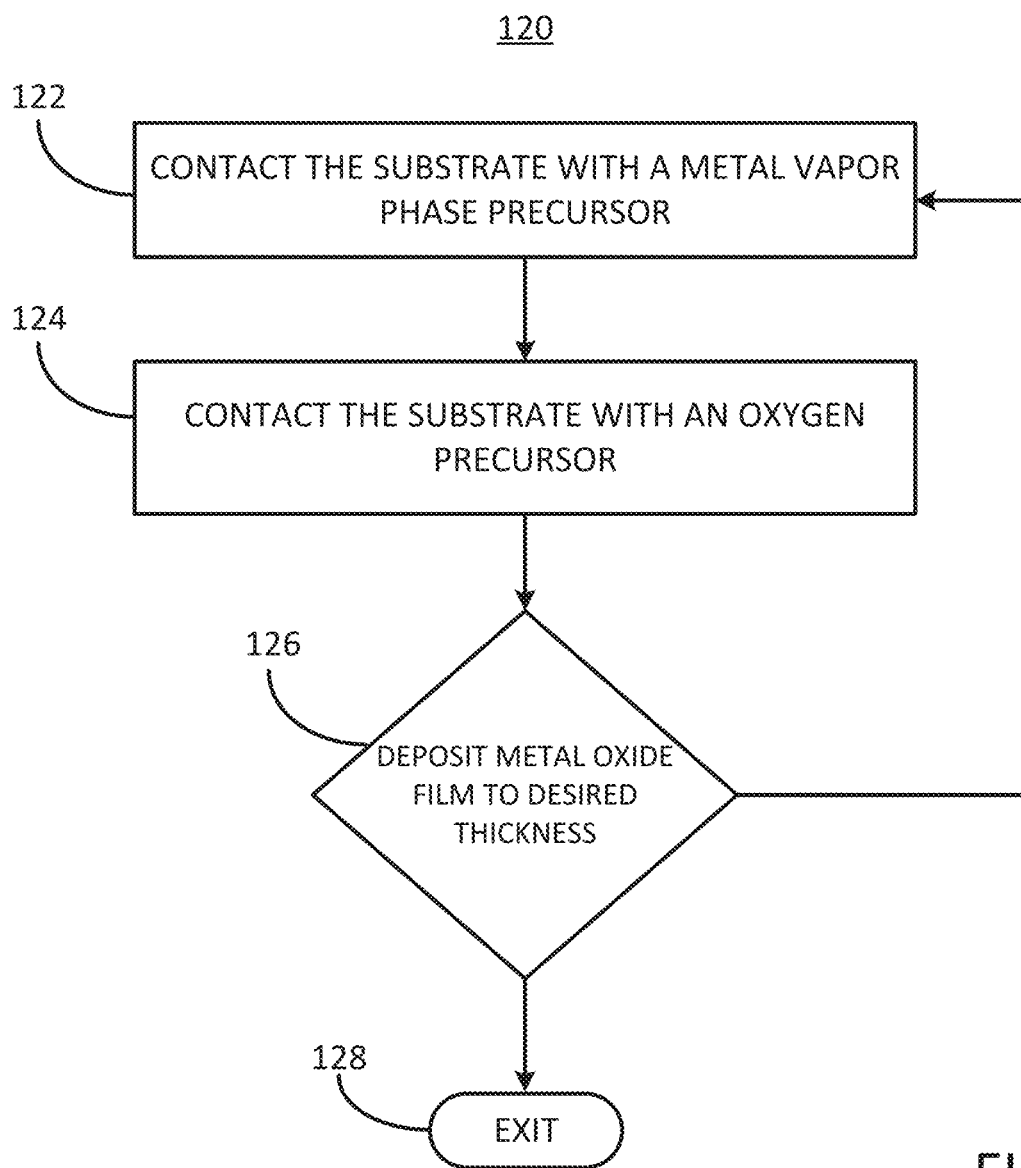 120
122
CONTACT THE SUBSTRATE WITH A METAL VAPOR
PHASE PRECURSOR
124
CONTACT THE SUBSTRATE WITH AN OXYGEN
PRECURSOR
126
DEPOSIT METAL OXIDE
FILM TO DESIRED
THICKNESS
128
EXIT